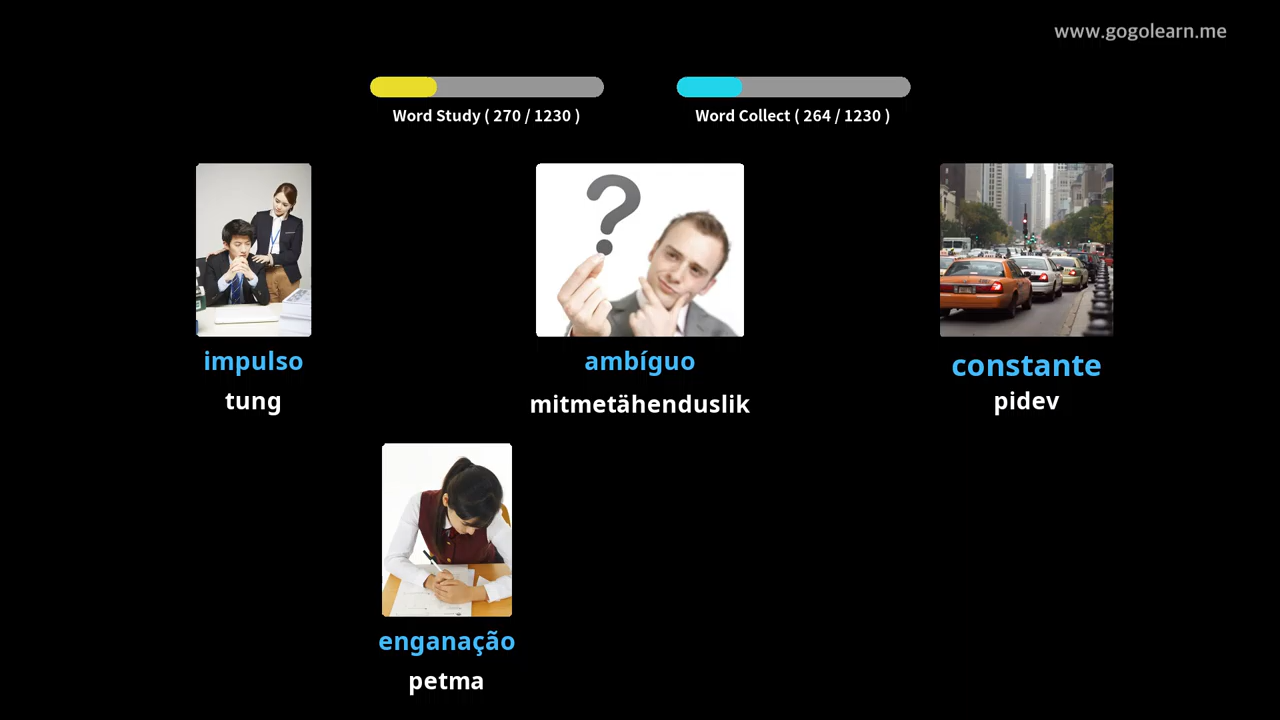 www.gogolearn.me
Word Study ( 270 / 1230 )
Word Collect ( 264 / 1230 )
impulso
tung
ambíguo
mitmetähenduslik
constante
pidev
enganação
petma